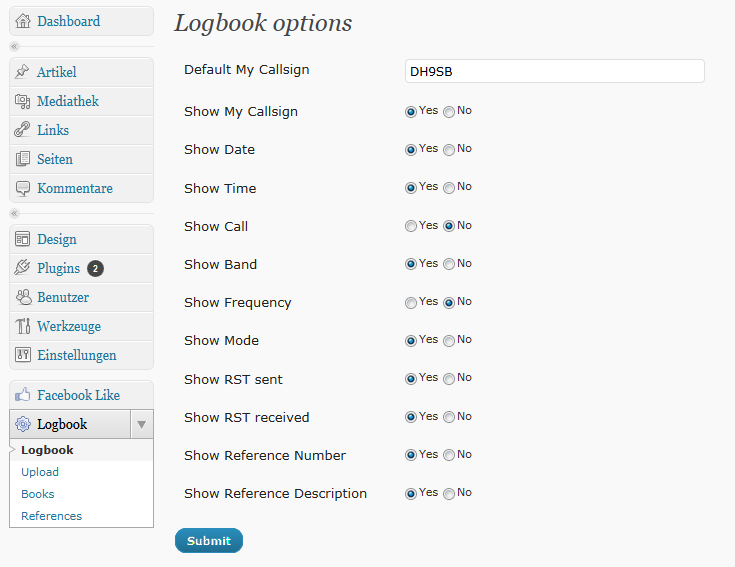 Dashboard
Artikel
Mediathek
Links
Seiten
Kommentare
Design
Plugins 2
Benutzer
Werkzeuge
Einstellungen
Facebook Like
Logbook
Logbook
Upload
Books
References
Logbook options
Default My Callsign DH9SB
Show My Callsign Yes No
Show Date Yes No
Show Time Yes No
Show Call Yes No
Show Band Yes No
Show Frequency Yes No
Show Mode Yes No
Show RST sent Yes No
Show RST received Yes No
Show Reference Number Yes No
Show Reference Description Yes No
Submit